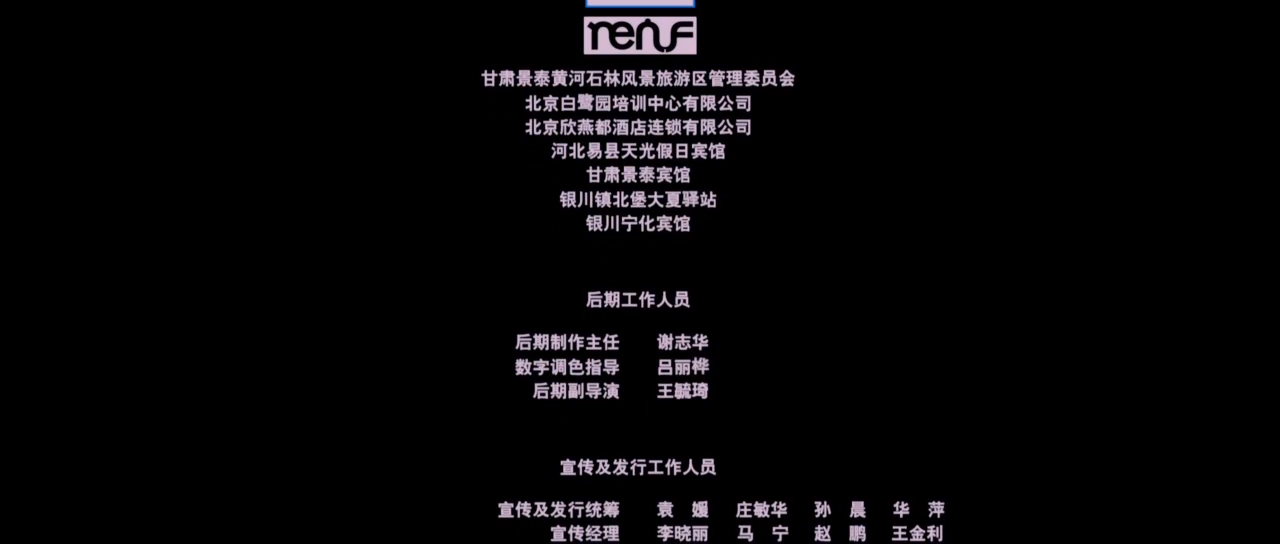 renuf
甘肃景泰黄河石林风景旅游区管理委员会
北京白鹭园培训中心有限公司
北京欣燕都酒店连锁有限公司
河北易县天光假日宾馆
甘肃景泰宾馆
银川镇北堡大夏驿站
银川宁化宾馆
后期工作人员
后期制作主任 谢志华
数字调色指导 吕丽桦
后期副导演 王毓琦
宣传及发行工作人员
宣传及发行统筹 袁 媛 庄敏华 孙 晨 华 萍
宣传经理 李晓丽 马 宁 赵 鹏 王金利